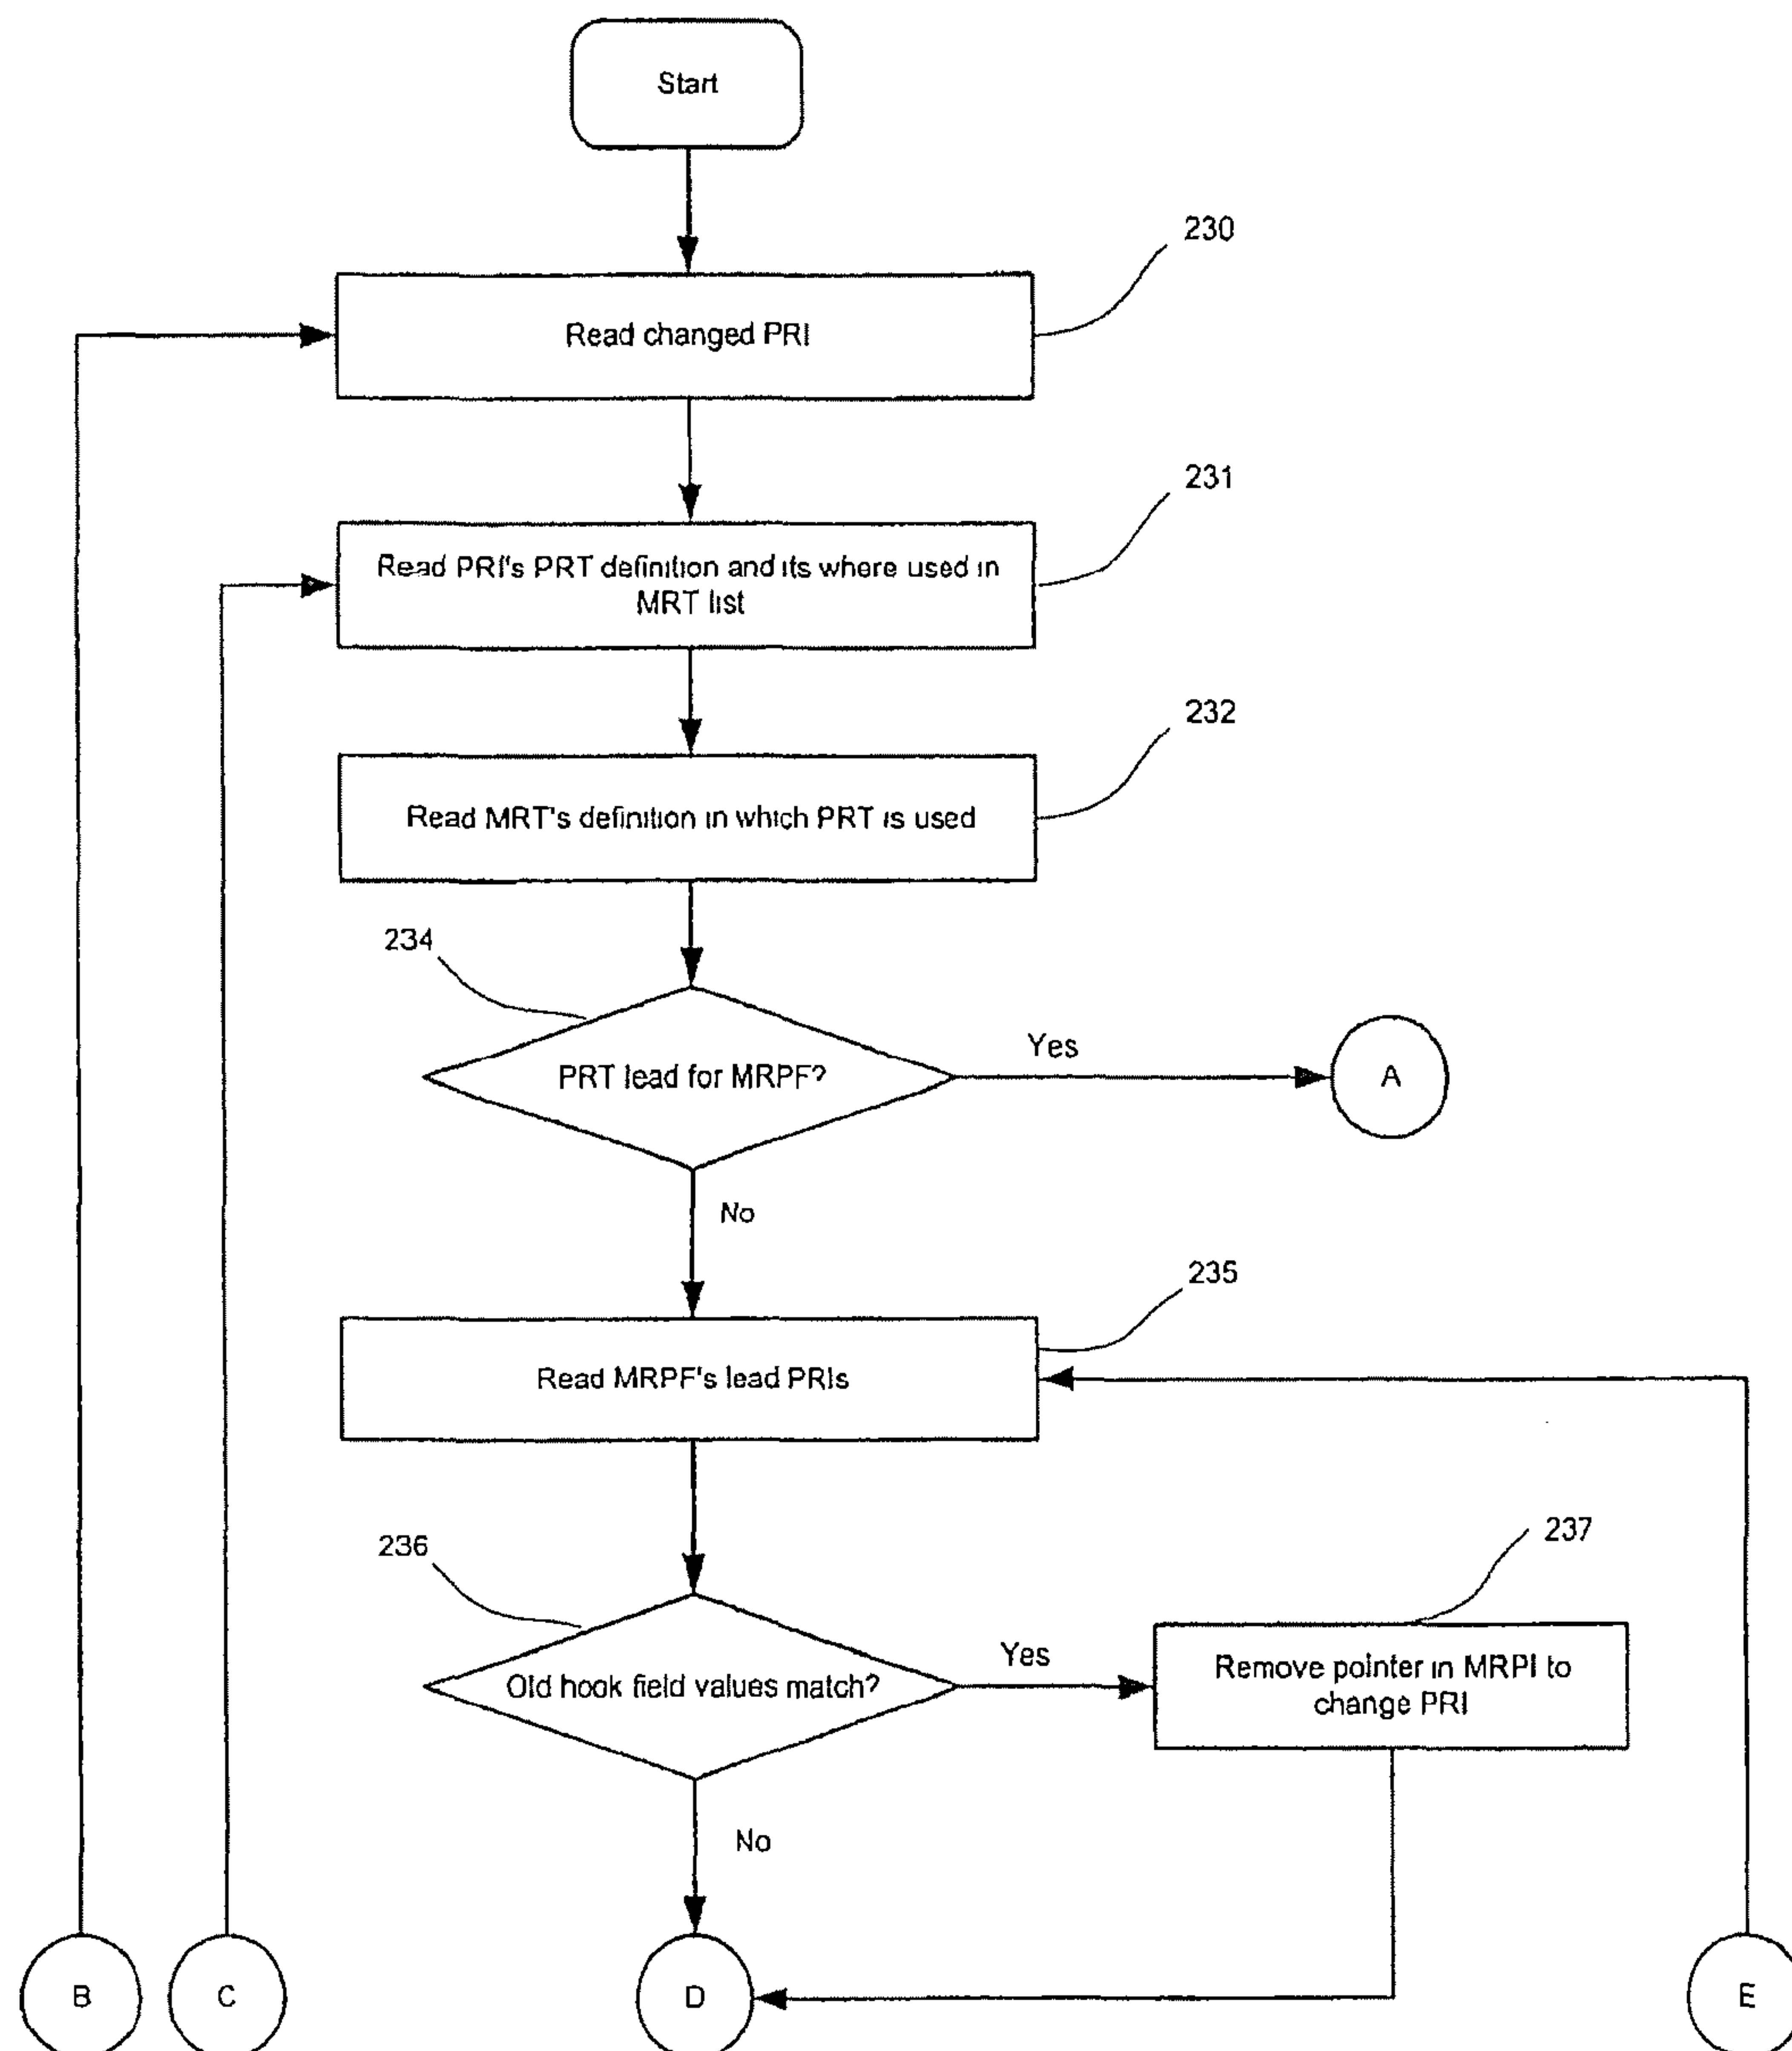 Start
230
Read changed PRI
231
Read PRI's PRT definition and its where used in
MRT list
232
Read MRT's definition in which PRT is used
234
PRT lead for MRPF?
Yes
A
No
235
Read MRPF's lead PRIs
236
Old hook field values match?
Yes
237
Remove pointer in MRPI to
change PRI
No
B
C
D
E